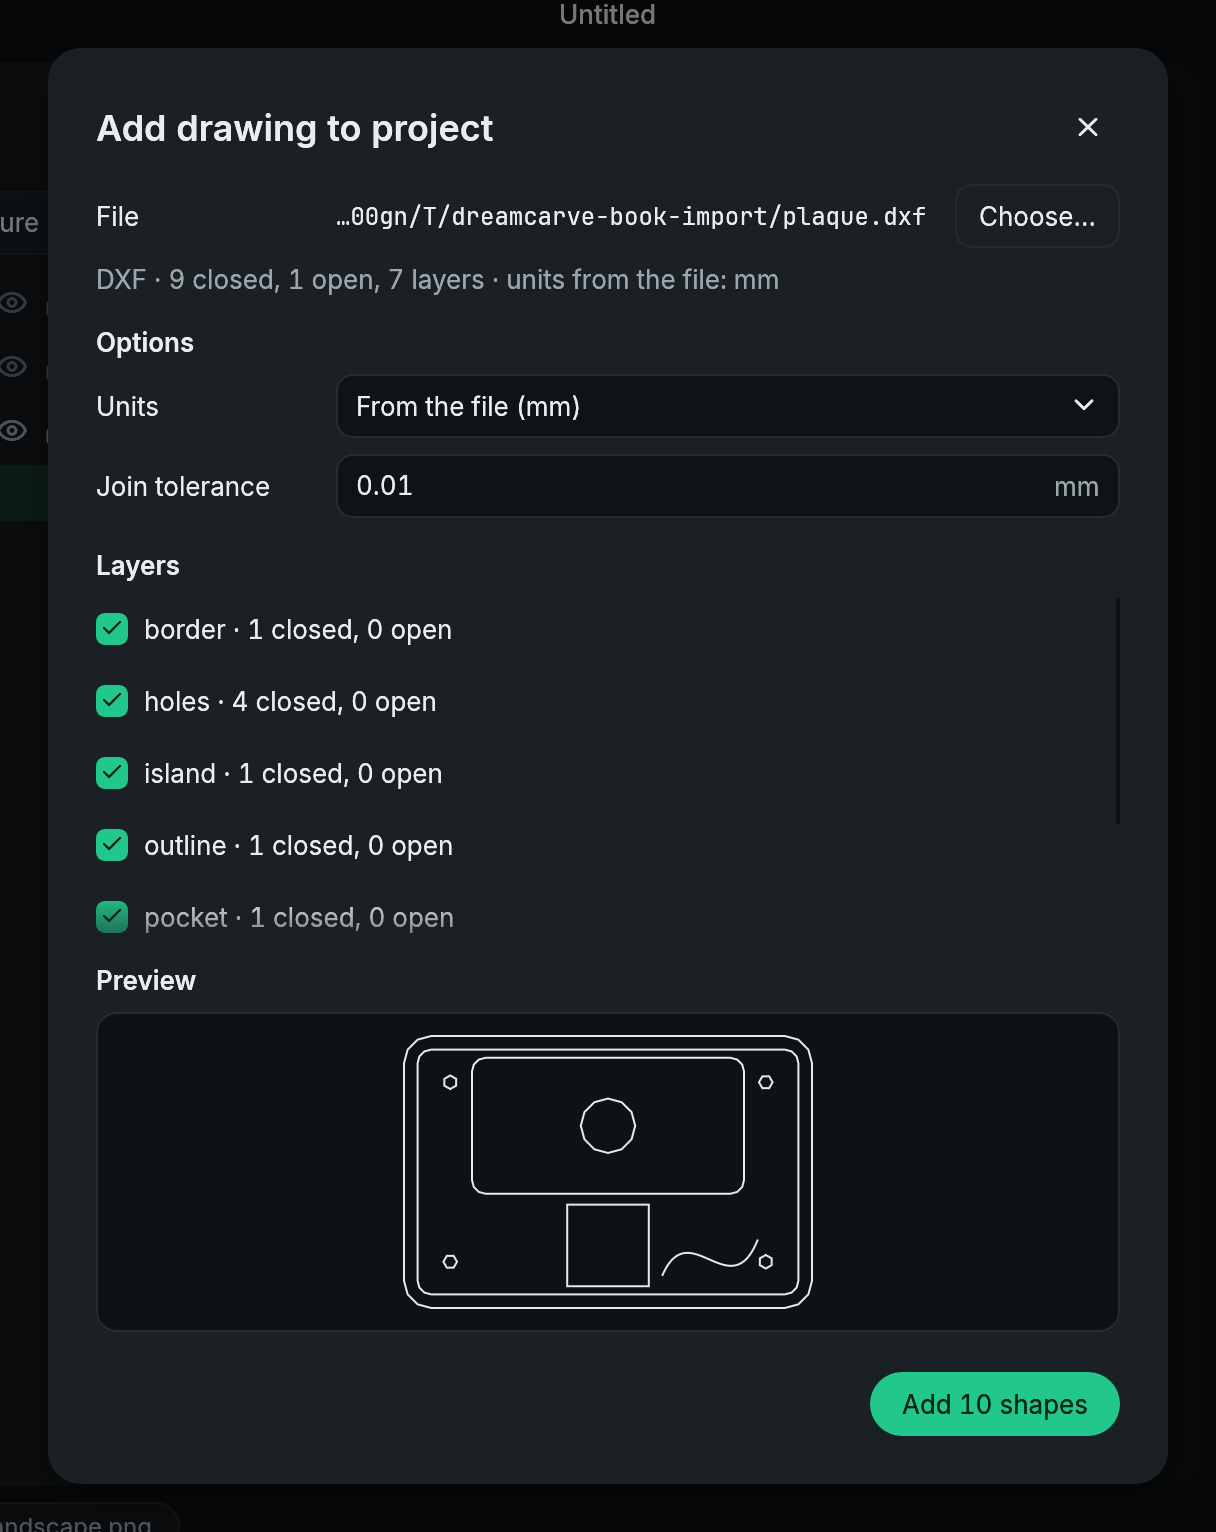 Untitled
Add drawing to project
File …00gn/T/dreamcarve-book-import/plaque.dxf Choose…
ure
DXF · 9 closed, 1 open, 7 layers · units from the file: mm
Options
Units From the file (mm)
Join tolerance 0.01 mm
Layers
border · 1 closed, 0 open
holes · 4 closed, 0 open
island · 1 closed, 0 open
outline · 1 closed, 0 open
pocket · 1 closed, 0 open
Preview
Add 10 shapes
andscape.png